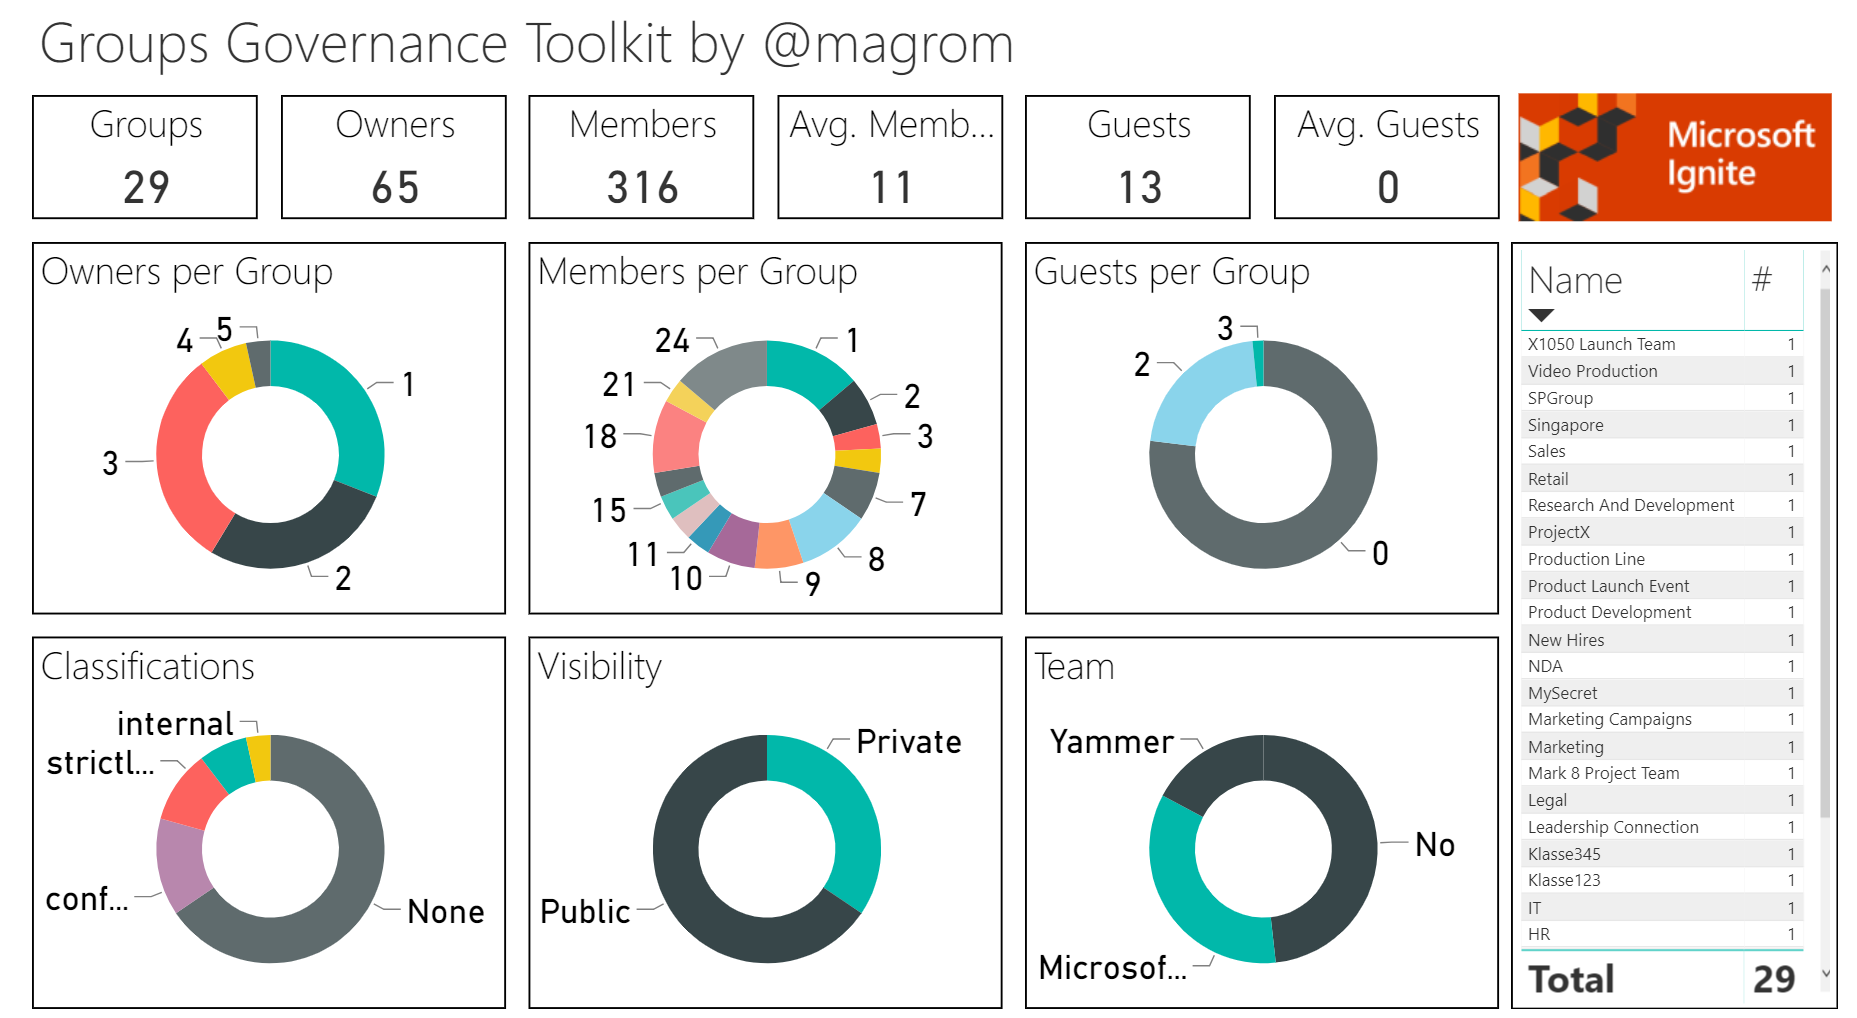 Groups Governance Toolkit by @magrom
Groups
29
Owners
65
Members
316
Avg. Memb...
11
Guests
13
Avg. Guests
0
Microsoft
Ignite
Owners per Group
5
4
1
3
2
Members per Group
24
1
21
2
18
3
15
7
11
8
10
9
Guests per Group
3
2
0
Classifications
internal
strictl...
conf...
None
Visibility
Private
Public
Team
Yammer
No
Microsof...
Name #
X1050 Launch Team 1
Video Production 1
SPGroup 1
Singapore 1
Sales 1
Retail 1
Research And Development 1
ProjectX 1
Production Line 1
Product Launch Event 1
Product Development 1
New Hires 1
NDA 1
MySecret 1
Marketing Campaigns 1
Marketing 1
Mark 8 Project Team 1
Legal 1
Leadership Connection 1
Klasse345 1
Klasse123 1
IT 1
HR 1
Total 29